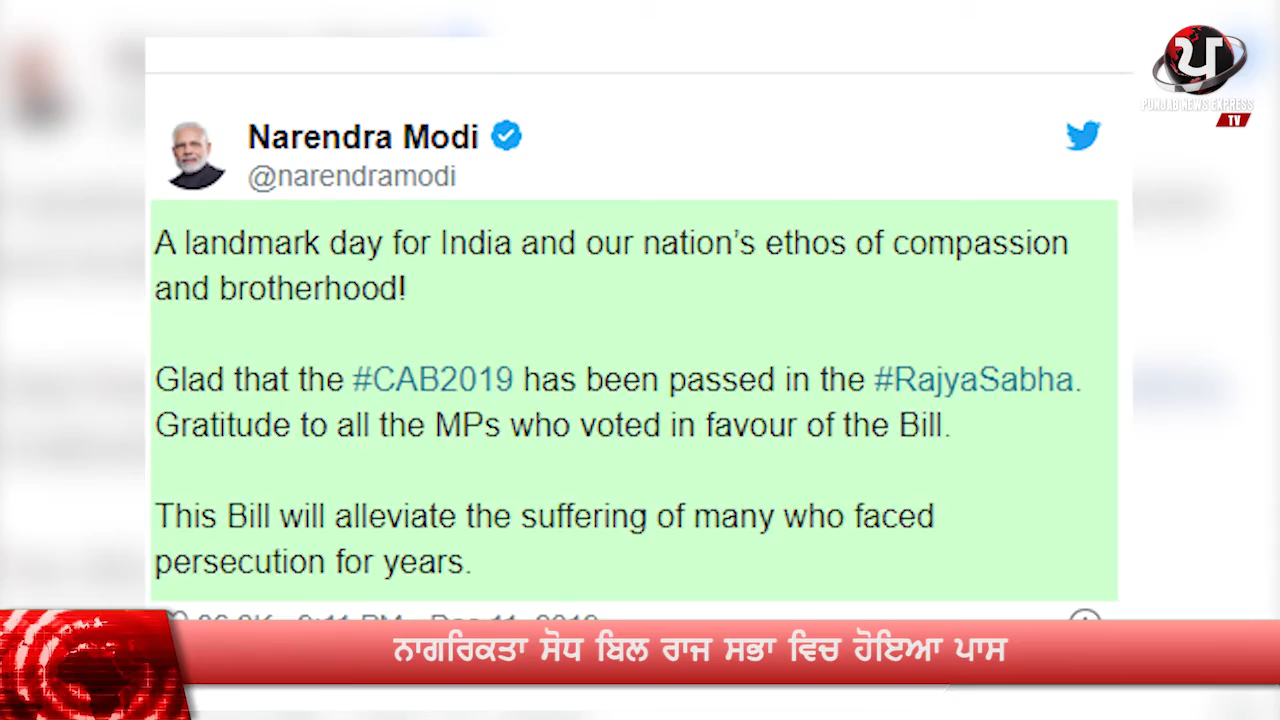 ਪ
PUNJAB NEWS EXPRESS
TV
Narendra Modi
@narendramodi
A landmark day for India and our nation's ethos of compassion
and brotherhood!
Glad that the #CAB2019 has been passed in the #RajyaSabha.
Gratitude to all the MPs who voted in favour of the Bill.
This Bill will alleviate the suffering of many who faced
persecution for years.
ਨਾਗਰਿਕਤਾ ਸੋਧ ਬਿਲ ਰਾਜ ਸਭਾ ਵਿਚ ਹੋਇਆ ਪਾਸ